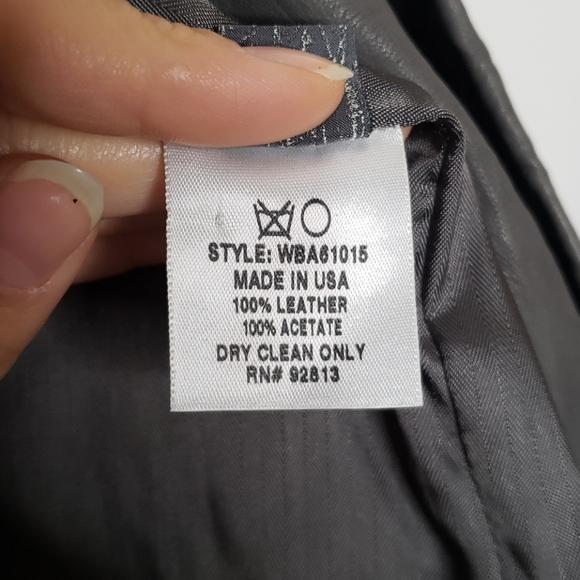 STYLE: WBA61015
MADE IN USA
100% LEATHER
100% ACETATE
DRY CLEAN ONLY
RN# 92813